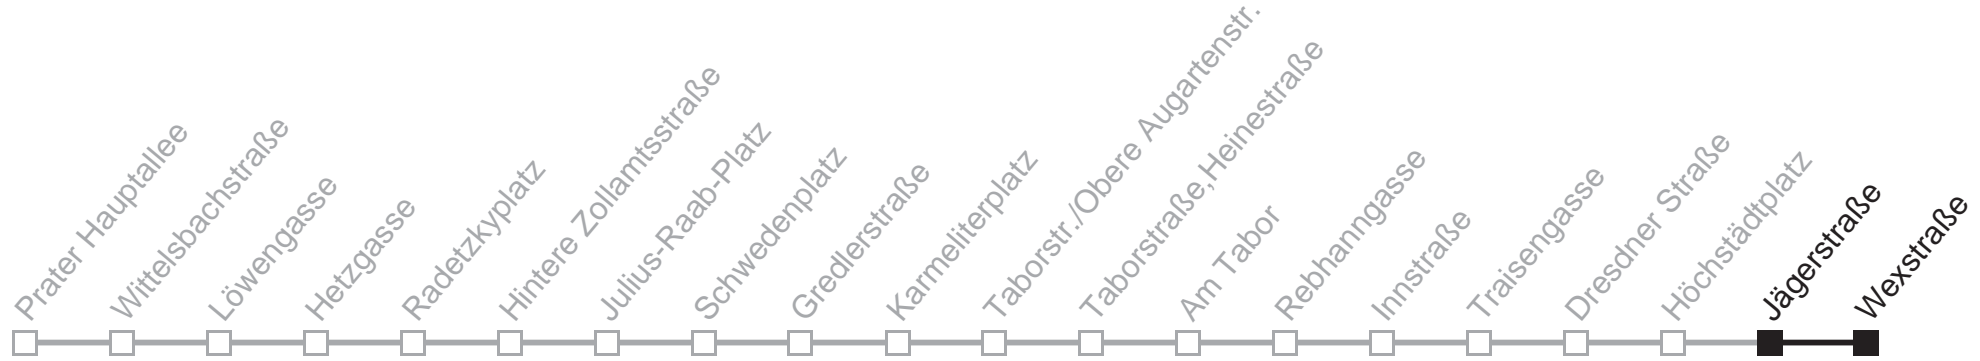 Prater Hauptallee
Wittelsbachstraße
Löwengasse
Hetzgasse
Radetzkyplatz
Hintere Zollamtsstraße
Julius-Raab-Platz
Schwedenplatz
Gredlerstraße
Karmeliterplatz
Taborstr./Obere Augartenstr.
Taborstraße,Heinestraße
Am Tabor
Rebhanngasse
Innstraße
Traisengasse
Dresdner Straße
Höchstädtplatz
Jägerstraße
Wexstraße